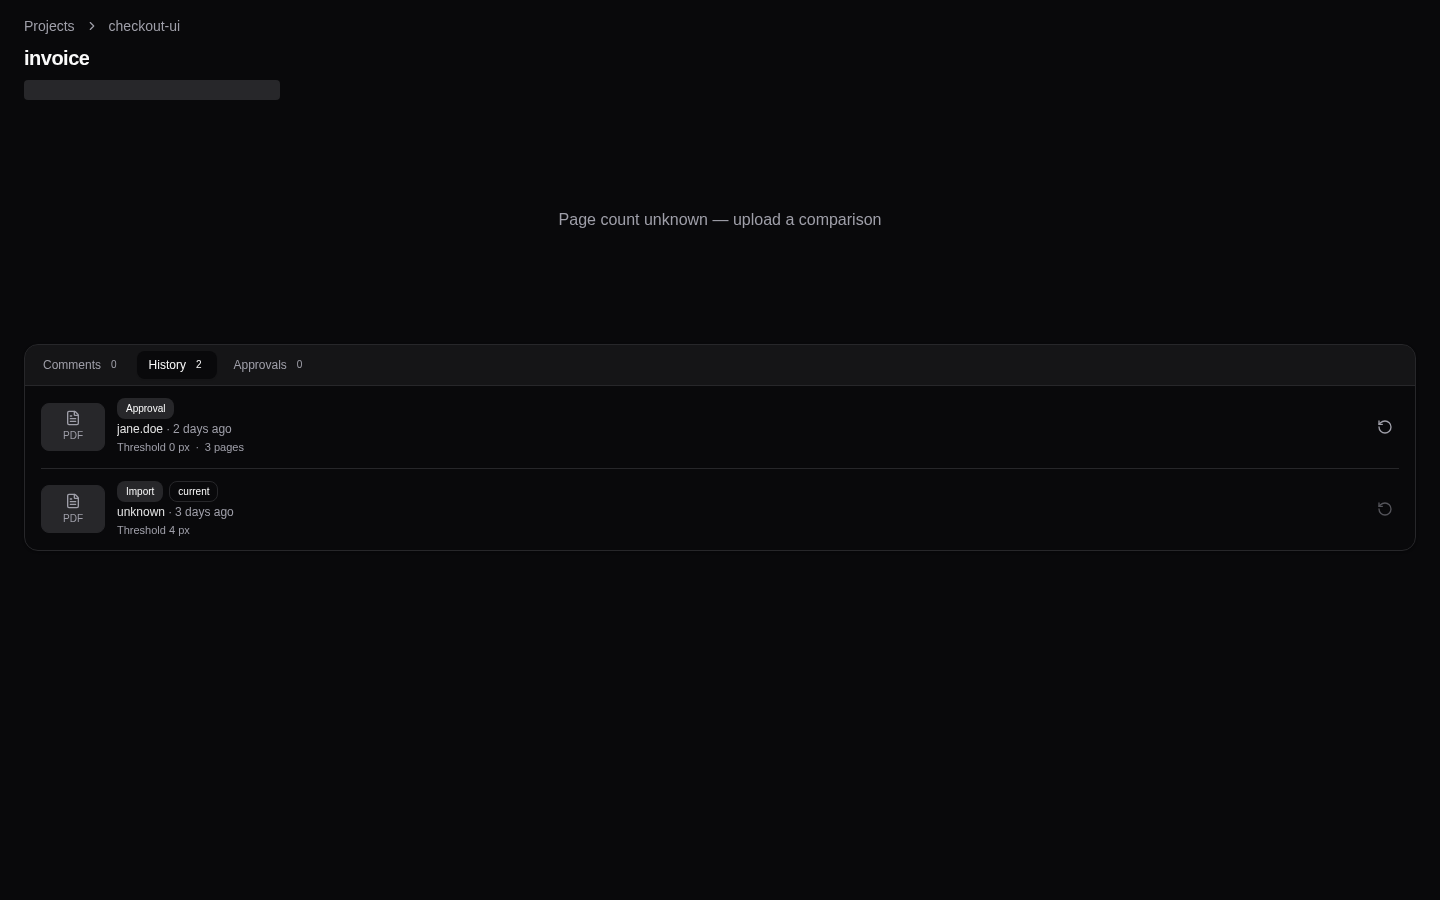 Projects checkout-ui
invoice
Page count unknown — upload a comparison
Comments 0 History 2 Approvals 0
PDF
Approval
jane.doe · 2 days ago
Threshold 0 px · 3 pages
PDF
Import current
unknown · 3 days ago
Threshold 4 px